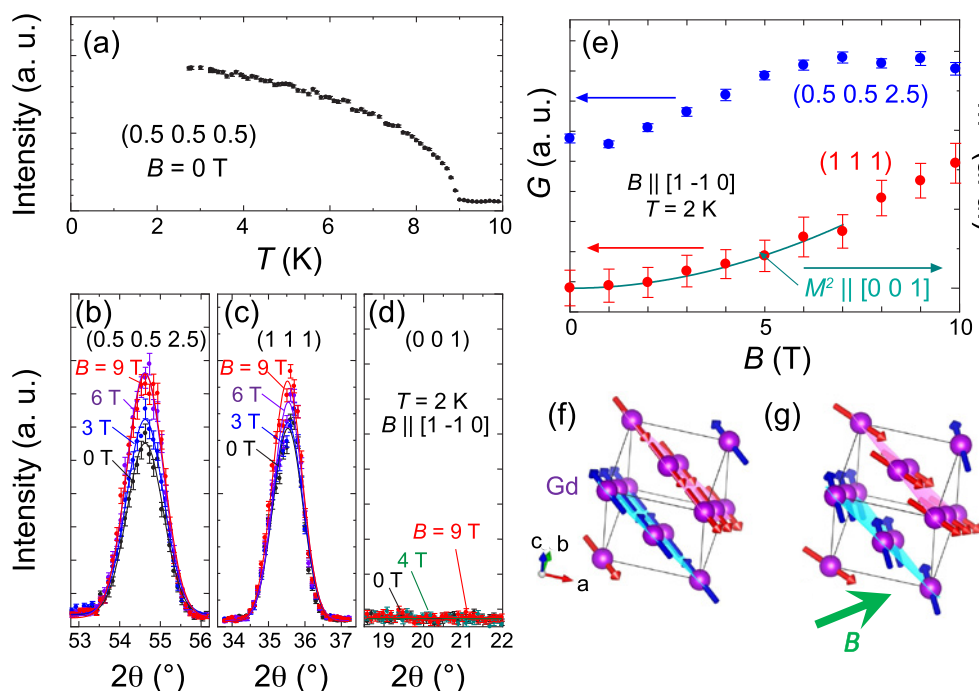 (a)
Intensity (a. u.)
(0.5 0.5 0.5)
B = 0 T
0 2 4 6 8 10
T (K)
(b)
(0.5 0.5 2.5)
B = 9 T
6 T
3 T
0 T
Intensity (a. u.)
53 54 55 56
2θ (°)
(c)
(1 1 1)
B = 9 T
6 T
3 T
0 T
34 35 36 37
2θ (°)
(d)
(0 0 1)
T = 2 K
B || [1 -1 0]
B = 9 T
4 T
0 T
19 20 21 22
2θ (°)
(e)
G (a. u.)
(0.5 0.5 2.5)
(1 1 1)
B || [1 -1 0]
T = 2 K
M² || [0 0 1]
0 5 10
B (T)
(f)
Gd
c
b
a
(g)
B